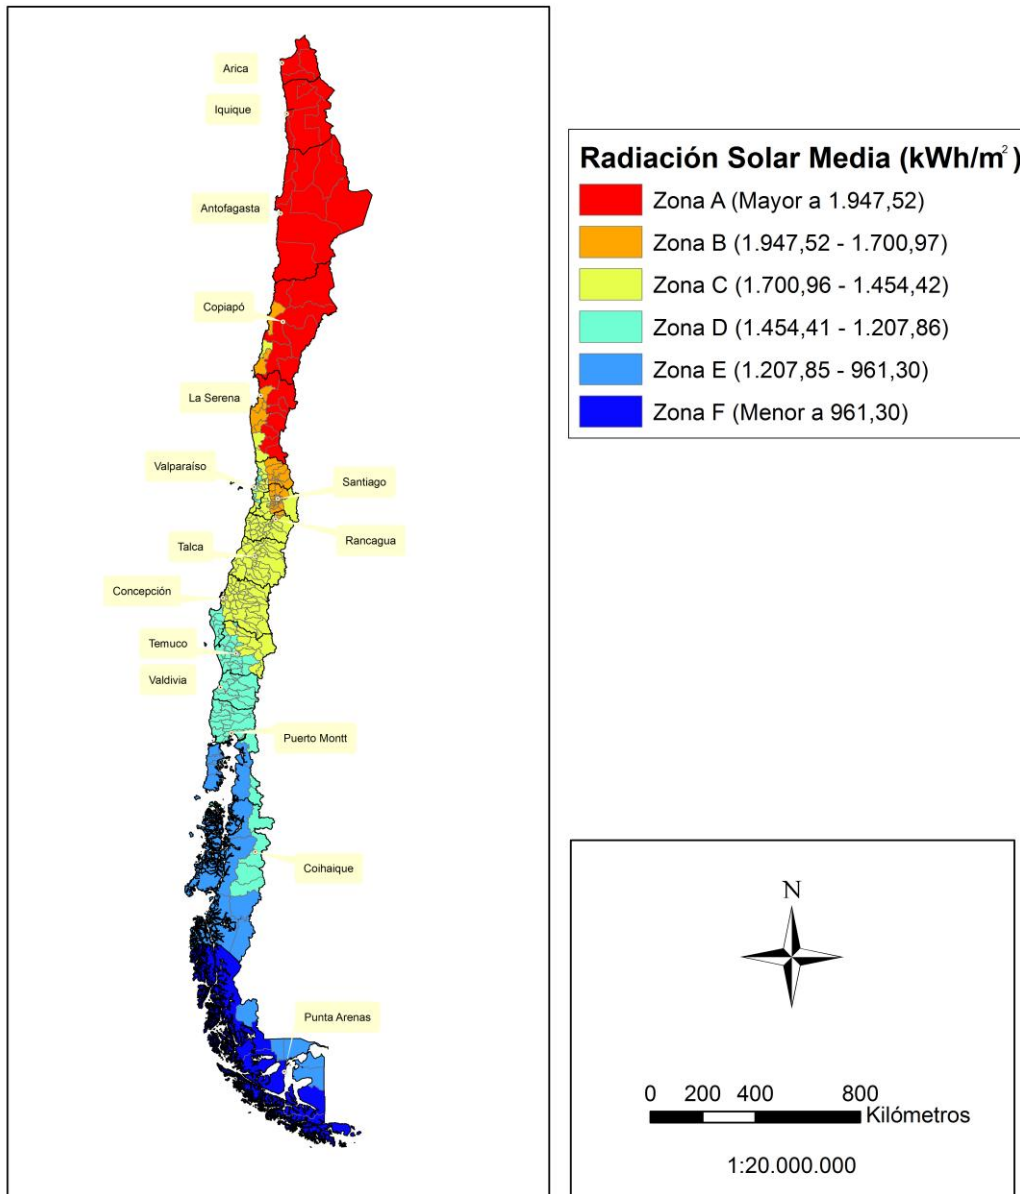 Arica
Iquique
Antofagasta
Copiapó
La Serena
Valparaíso
Santiago
Rancagua
Talca
Concepción
Temuco
Valdivia
Puerto Montt
Coihaique
Punta Arenas
Radiación Solar Media (kWh/m²)
Zona A (Mayor a 1.947,52)
Zona B (1.947,52 - 1.700,97)
Zona C (1.700,96 - 1.454,42)
Zona D (1.454,41 - 1.207,86)
Zona E (1.207,85 - 961,30)
Zona F (Menor a 961,30)
N
0 200 400 800
Kilómetros
1:20.000.000